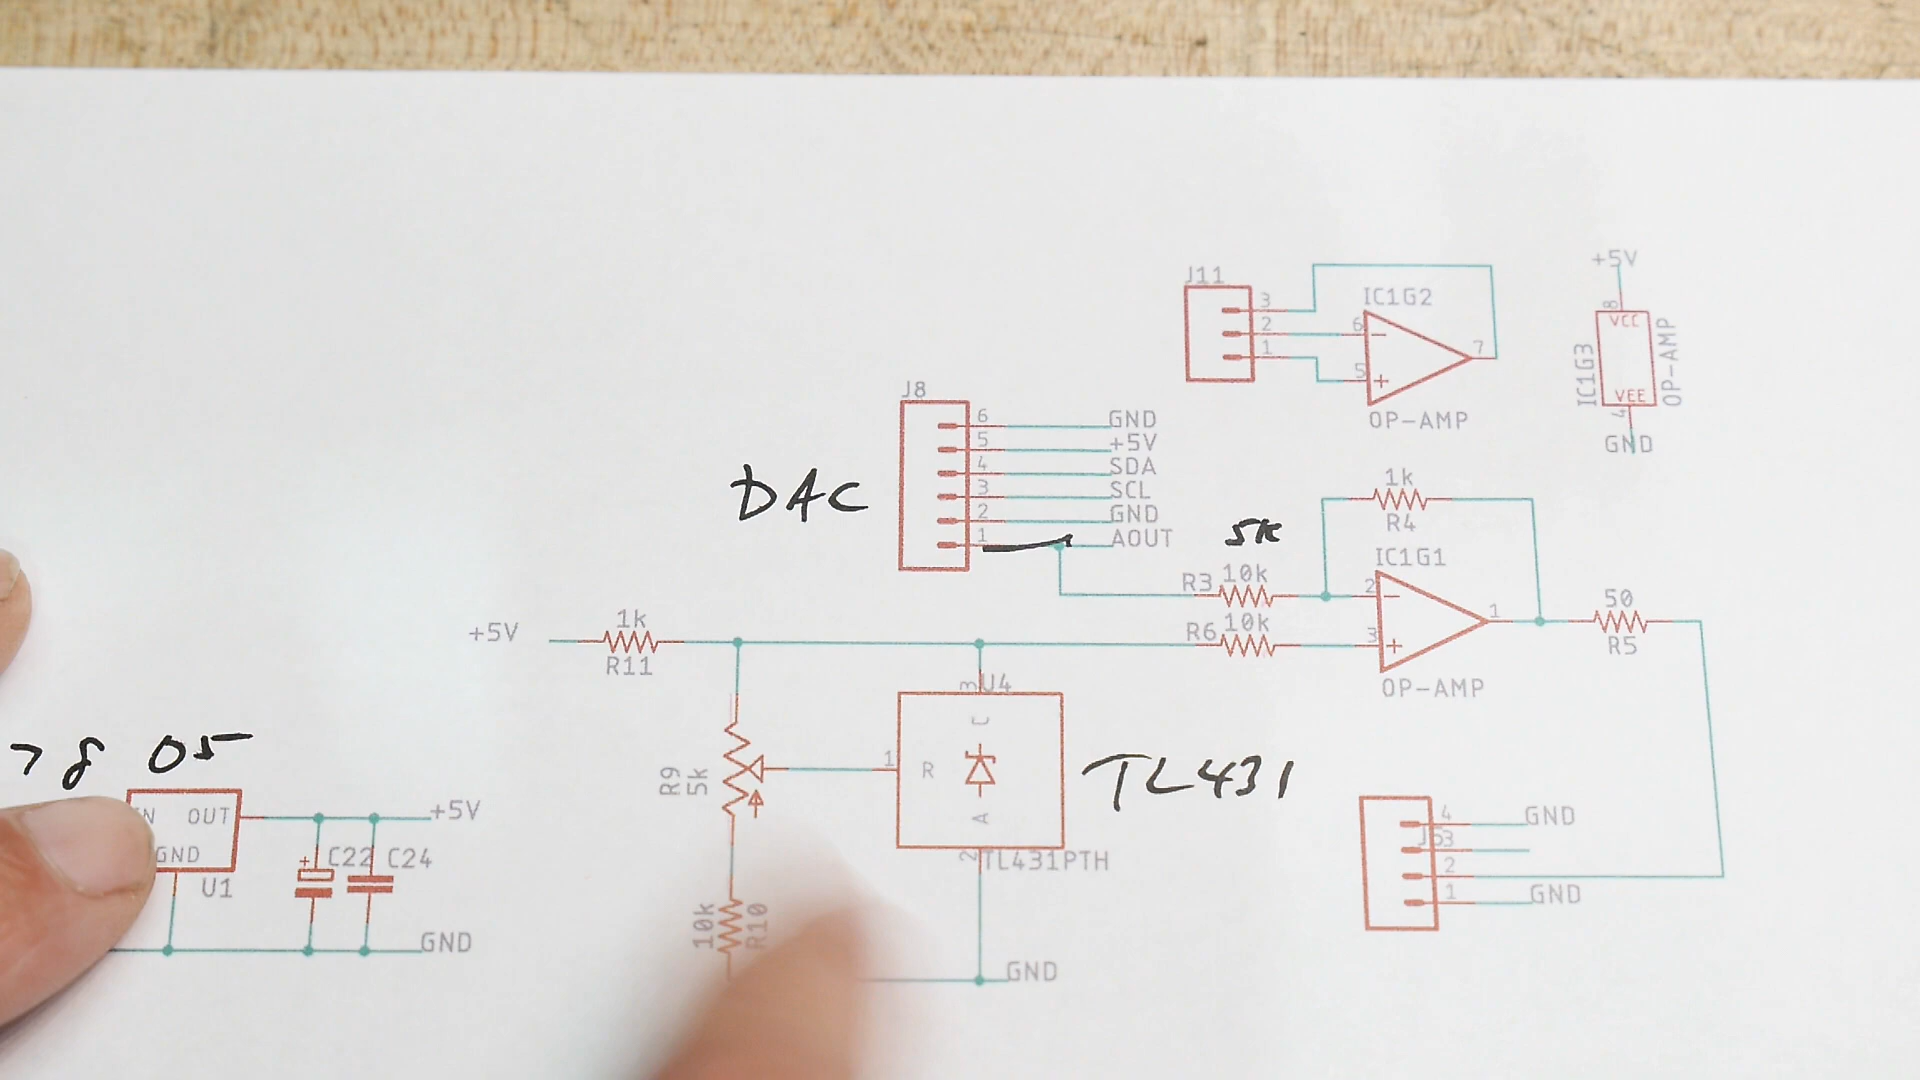 J11
3
2
1
IC1G2
6
5
7
OP-AMP
+5V
8
VCC
IC1G3
OP-AMP
VEE
4
GND
J8
6 GND
5 +5V
4 SDA
3 SCL
2 GND
1 AOUT
DAC
5K
1k
R4
IC1G1
R3 10k
2
R6 10k
3
1
OP-AMP
50
R5
+5V
1k
R11
3 U4
C
R9
5k
1
R
A
TL431
2 TL431PTH
10k
R10
GND
7805
OUT
+5V
GND
U1
C22
C24
GND
J5
4 GND
3
2
1 GND